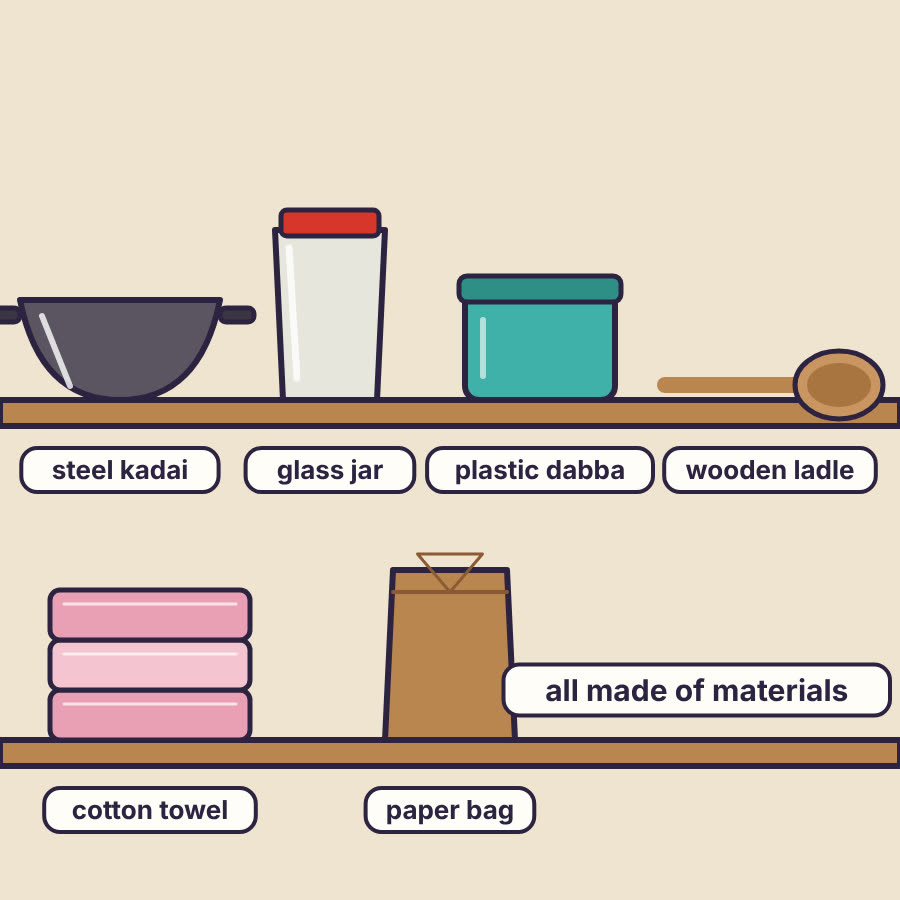 steel kadai
glass jar
plastic dabba
wooden ladle
all made of materials
cotton towel
paper bag